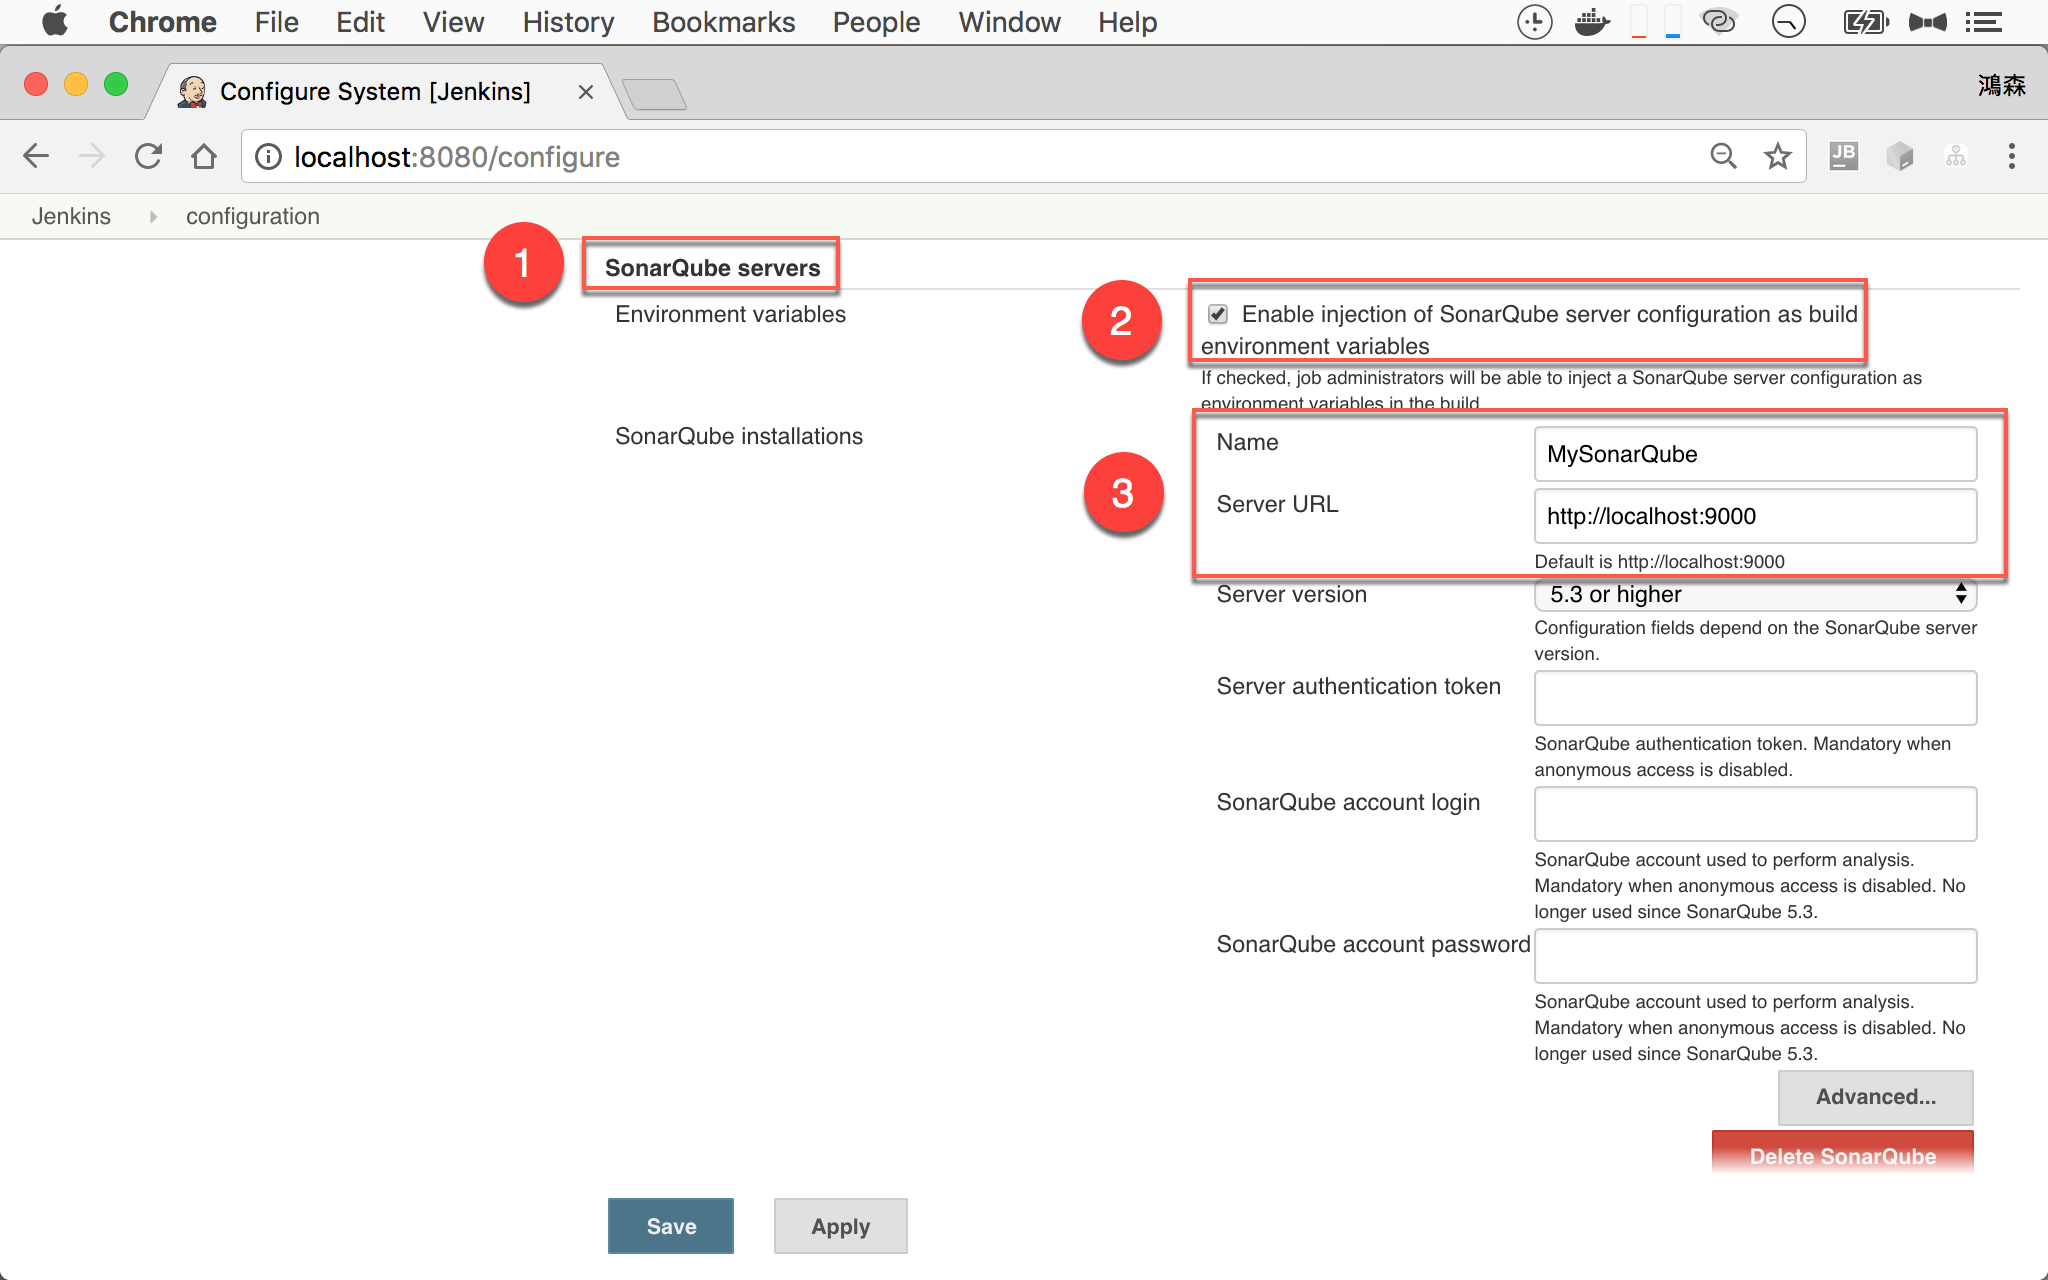 Chrome File Edit View History Bookmarks People Window Help
Configure System [Jenkins]
鴻森
localhost:8080/configure
JB
Jenkins configuration
1
SonarQube servers
Environment variables
2
Enable injection of SonarQube server configuration as build
environment variables
If checked, job administrators will be able to inject a SonarQube server configuration as
environment variables in the build.
SonarQube installations
3
Name
MySonarQube
Server URL
http://localhost:9000
Default is http://localhost:9000
Server version
5.3 or higher
Configuration fields depend on the SonarQube server
version.
Server authentication token
SonarQube authentication token. Mandatory when
anonymous access is disabled.
SonarQube account login
SonarQube account used to perform analysis.
Mandatory when anonymous access is disabled. No
longer used since SonarQube 5.3.
SonarQube account password
SonarQube account used to perform analysis.
Mandatory when anonymous access is disabled. No
longer used since SonarQube 5.3.
Advanced...
Delete SonarQube
Save
Apply